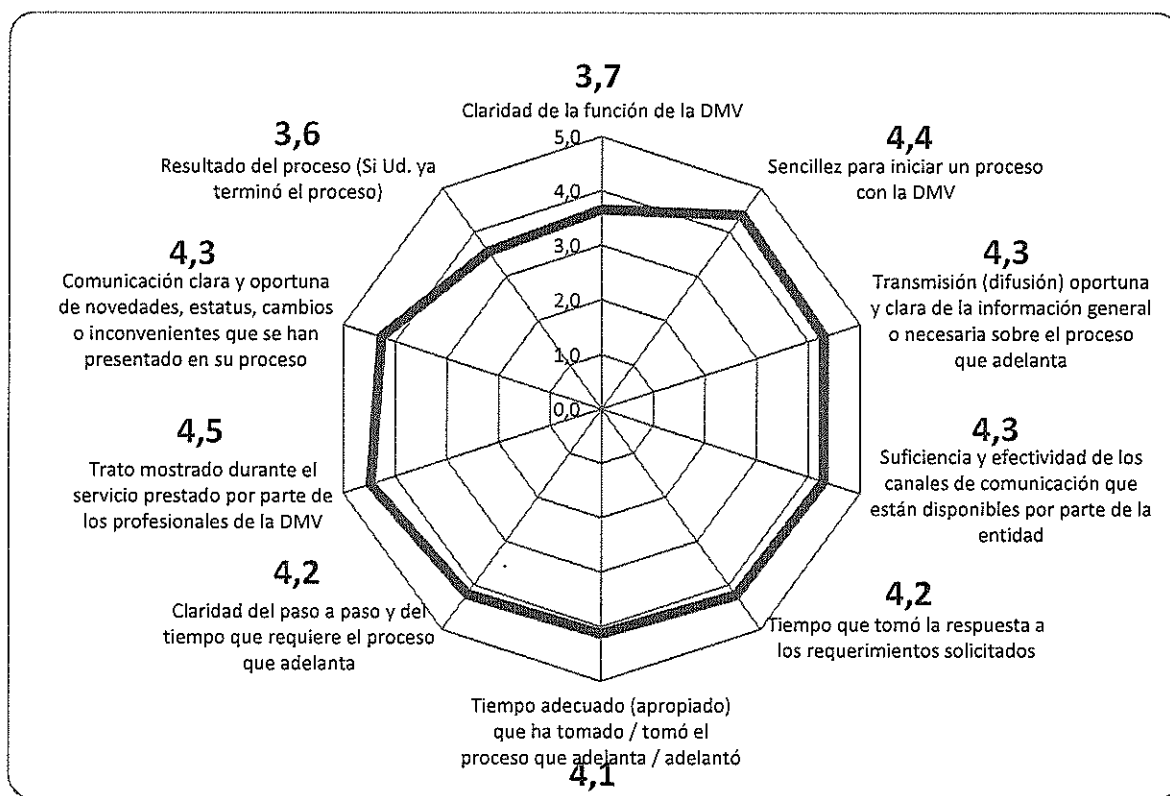 3,7
Claridad de la función de la DMV
4,4
Sencillez para iniciar un proceso
con la DMV
4,3
Transmisión (difusión) oportuna
y clara de la información general
o necesaria sobre el proceso
que adelanta
4,3
Suficiencia y efectividad de los
canales de comunicación que
están disponibles por parte de la
entidad
4,2
Tiempo que tomó la respuesta a
los requerimientos solicitados
Tiempo adecuado (apropiado)
que ha tomado / tomó el
proceso que adelanta / adelantó
4,1
4,2
Claridad del paso a paso y del
tiempo que requiere el proceso
que adelanta
4,5
Trato mostrado durante el
servicio prestado por parte de
los profesionales de la DMV
4,3
Comunicación clara y oportuna
de novedades, estatus, cambios
o inconvenientes que se han
presentado en su proceso
3,6
Resultado del proceso (Si Ud. ya
terminó el proceso)
5,0
4,0
3,0
2,0
1,0
0,0